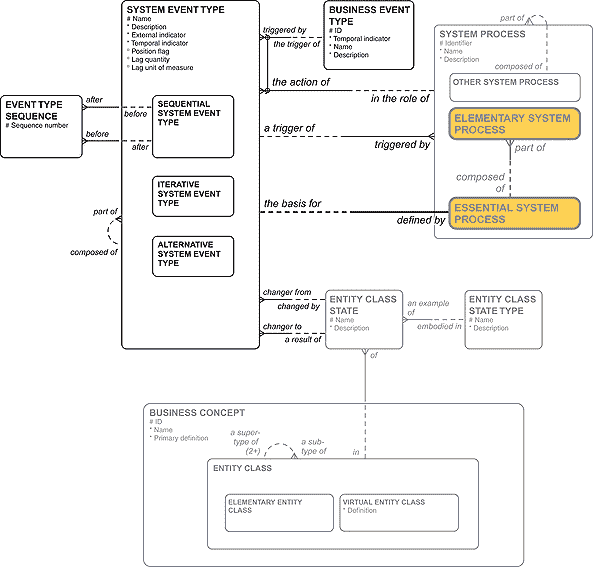 SYSTEM EVENT TYPE
# Name
* Description
* External indicator
* Temporal indicator
° Position flag
° Lag quantity
° Lag unit of measure
triggered by
the trigger of
BUSINESS EVENT
TYPE
# ID
* Temporal indicator
* Name
* Description
part of
SYSTEM PROCESS
# Identifier
* Name
* Description
composed of
OTHER SYSTEM PROCESS
the action of
in the role of
EVENT TYPE
SEQUENCE
# Sequence number
after
before
before
after
SEQUENTIAL
SYSTEM EVENT
TYPE
a trigger of
triggered by
ELEMENTARY SYSTEM
PROCESS
part of
composed
of
ITERATIVE
SYSTEM EVENT
TYPE
the basis for
defined by
ESSENTIAL SYSTEM
PROCESS
part of
composed of
ALTERNATIVE
SYSTEM EVENT
TYPE
changer from
changed by
changer to
a result of
ENTITY CLASS
STATE
# Name
* Description
an example
of
embodied in
ENTITY CLASS
STATE TYPE
# Name
* Description
of
BUSINESS CONCEPT
# ID
* Name
* Primary definition
a super-
type of
(2+)
a sub-
type of
in
ENTITY CLASS
ELEMENTARY ENTITY
CLASS
VIRTUAL ENTITY CLASS
* Definition